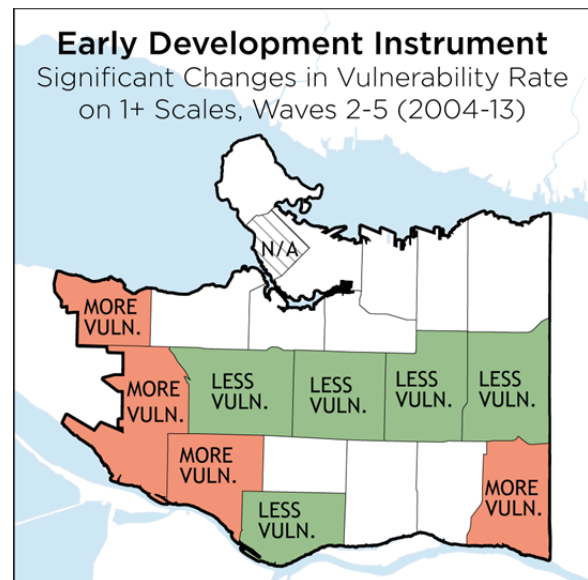 Early Development Instrument
Significant Changes in Vulnerability Rate
on 1+ Scales, Waves 2-5 (2004-13)
N/A
MORE
VULN.
MORE
VULN.
LESS
VULN.
LESS
VULN.
LESS
VULN.
LESS
VULN.
MORE
VULN.
LESS
VULN.
MORE
VULN.